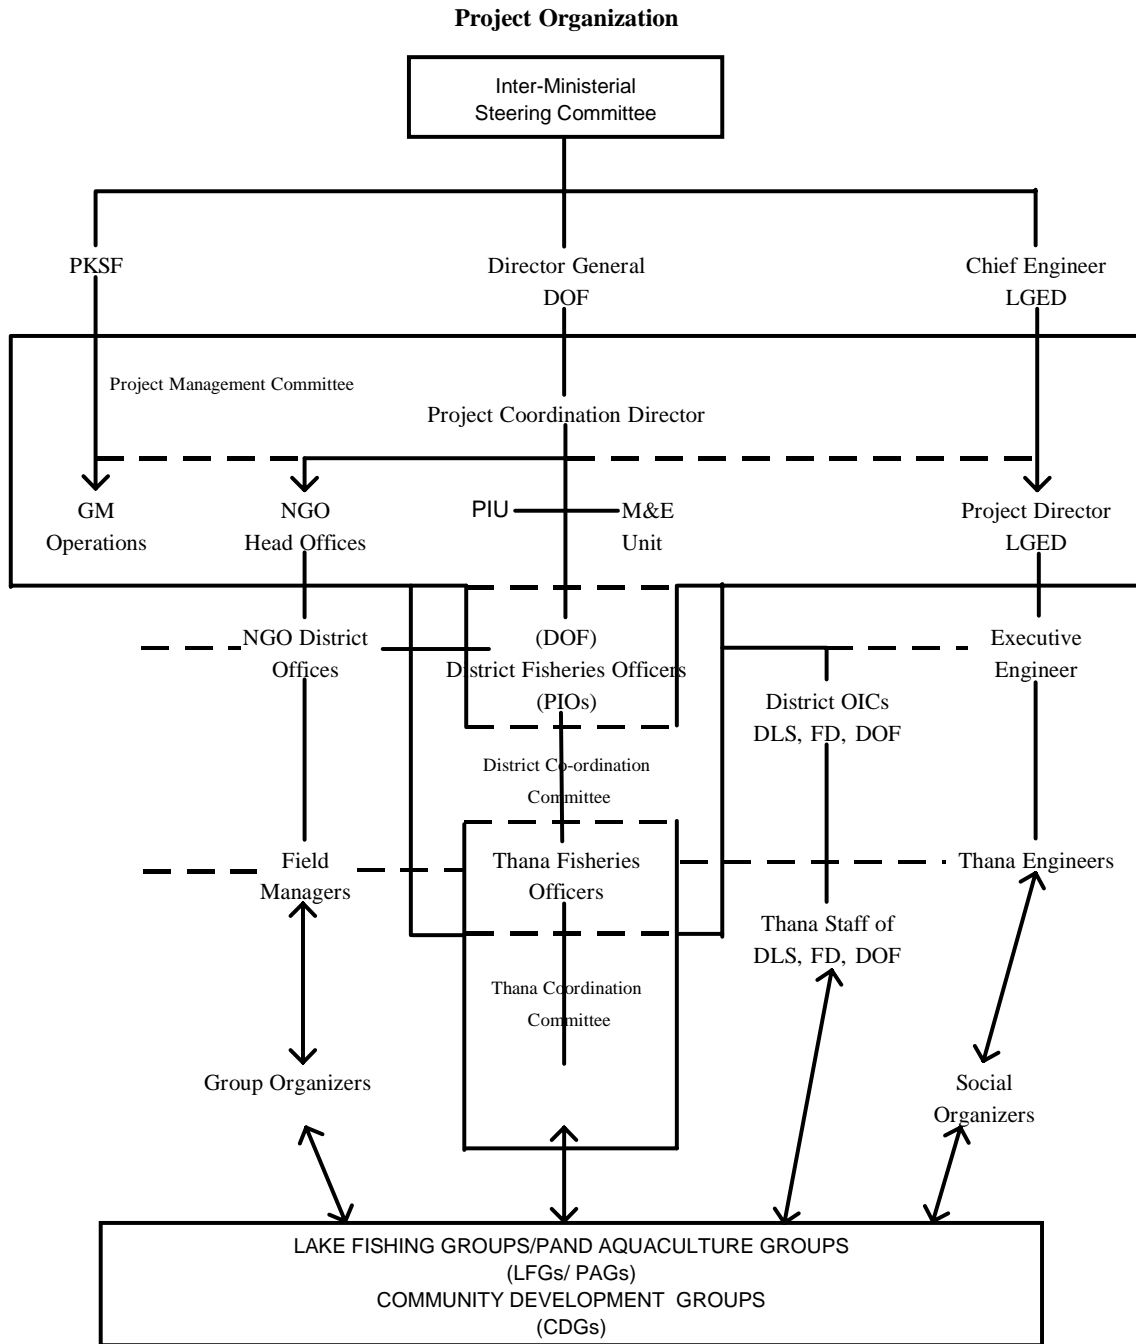 Project Organization
Inter-Ministerial
Steering Committee
PKSF
Director General
DOF
Chief Engineer
LGED
Project Management Committee
Project Coordination Director
GM
Operations
NGO
Head Offices
PIU
M&E
Unit
Project Director
LGED
NGO District
Offices
(DOF)
District Fisheries Officers
(PIOs)
District OICs
DLS, FD, DOF
Executive
Engineer
District Co-ordination
Committee
Field
Managers
Thana Fisheries
Officers
Thana Staff of
DLS, FD, DOF
Thana Engineers
Thana Coordination
Committee
Group Organizers
Social
Organizers
LAKE FISHING GROUPS/PAND AQUACULTURE GROUPS
(LFGs/ PAGs)
COMMUNITY DEVELOPMENT GROUPS
(CDGs)